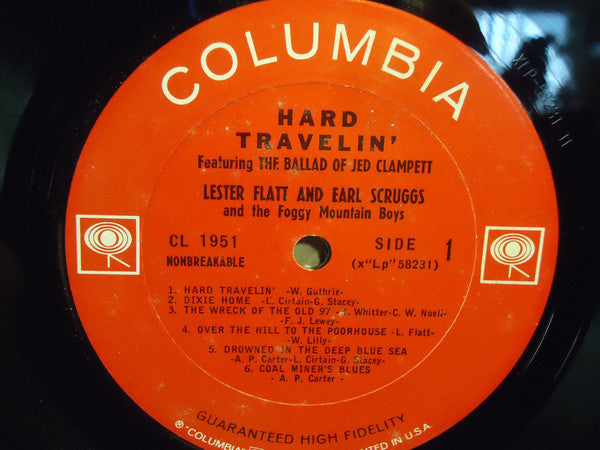 COLUMBIA
HARD
TRAVELIN'
Featuring THE BALLAD OF JED CLAMPETT
LESTER FLATT AND EARL SCRUGGS
and the Foggy Mountain Boys
CL 1951
NONBREAKABLE
SIDE 1
(x"Lp"58231)
1. HARD TRAVELIN' -W. Guthrie-
2. DIXIE HOME -L. Cirtain-G. Stacey-
3. THE WRECK OF THE OLD 97 -H. Whitter-C. W. Noell-
-F. J. Lewey-
4. OVER THE HILL TO THE POORHOUSE -L. Flatt-
-W. Lilly-
5. DROWNED IN THE DEEP BLUE SEA
-A. P. Carter-L. Cirtain-G. Stacey-
6. COAL MINER'S BLUES
- A. P. Carter -
GUARANTEED HIGH FIDELITY
® "COLUMBIA"
PRINTED IN U.S.A.